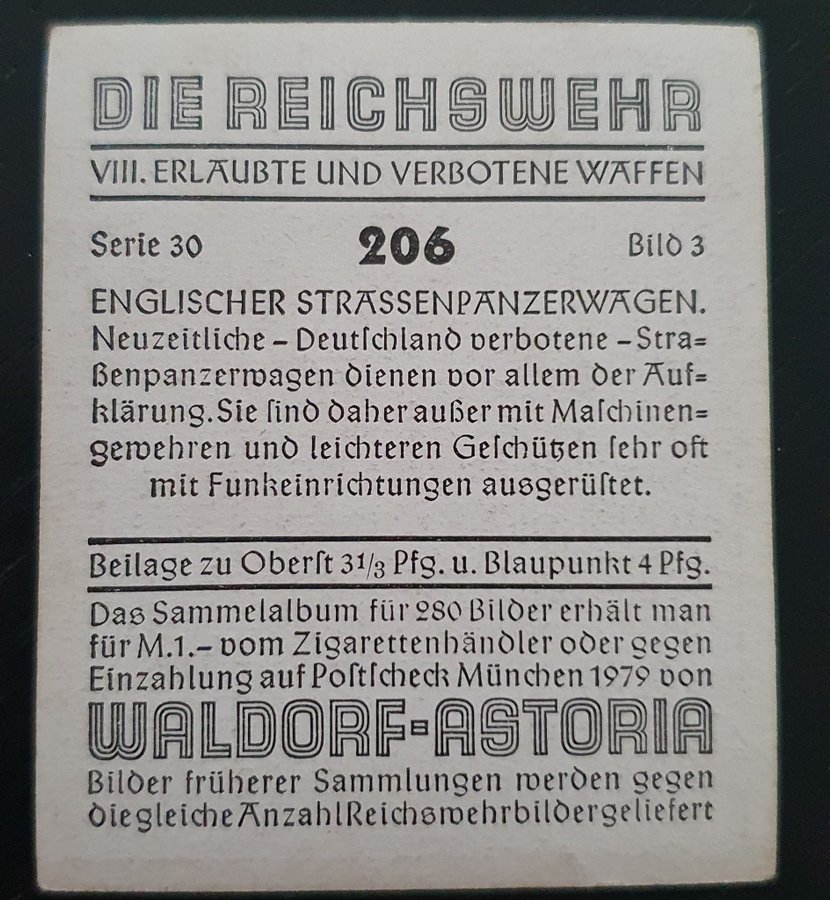 DIE REICHSWEHR
VIII. ERLAUBTE UND VERBOTENE WAFFEN
Serie 30 206 Bild 3
ENGLISCHER STRASSENPANZERWAGEN.
Neuzeitliche – Deutſchland verbotene – Stra=
ßenpanzerwagen dienen vor allem der Auf=
klärung. Sie ſind daher außer mit Maſchinen=
gewehren und leichteren Geſchützen ſehr oft
mit Funkeinrichtungen ausgerüſtet.
Beilage zu Oberſt 3 1/3 Pfg. u. Blaupunkt 4 Pfg.
Das Sammelalbum für 280 Bilder erhält man
für M.1.– vom Zigarettenhändler oder gegen
Einzahlung auf Poſtſcheck München 1979 von
WALDORF=ASTORIA
Bilder früherer Sammlungen werden gegen
die gleiche Anzahl Reichswehrbilder geliefert